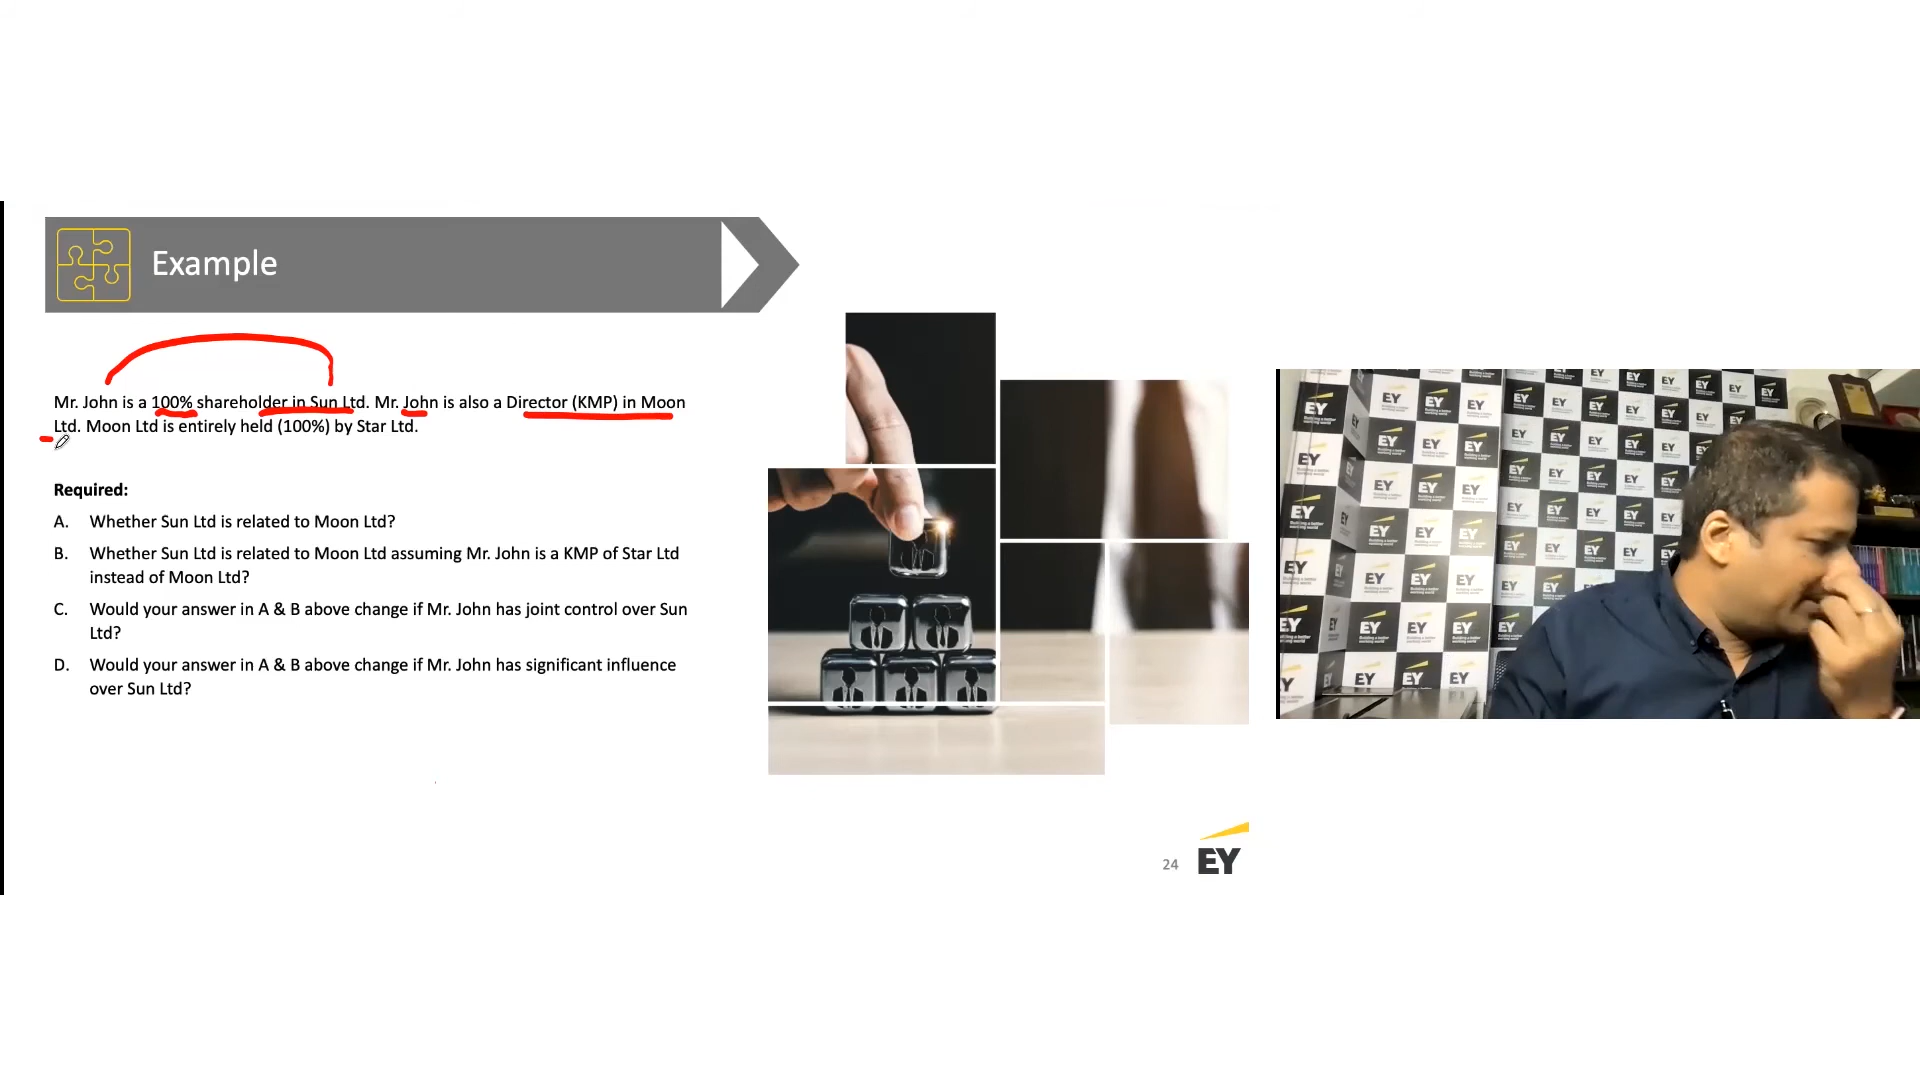 Example
Mr. John is a 100% shareholder in Sun Ltd. Mr. John is also a Director (KMP) in Moon
Ltd. Moon Ltd is entirely held (100%) by Star Ltd.
Required:
A. Whether Sun Ltd is related to Moon Ltd?
B. Whether Sun Ltd is related to Moon Ltd assuming Mr. John is a KMP of Star Ltd
instead of Moon Ltd?
C. Would your answer in A & B above change if Mr. John has joint control over Sun
Ltd?
D. Would your answer in A & B above change if Mr. John has significant influence
over Sun Ltd?
24
EY